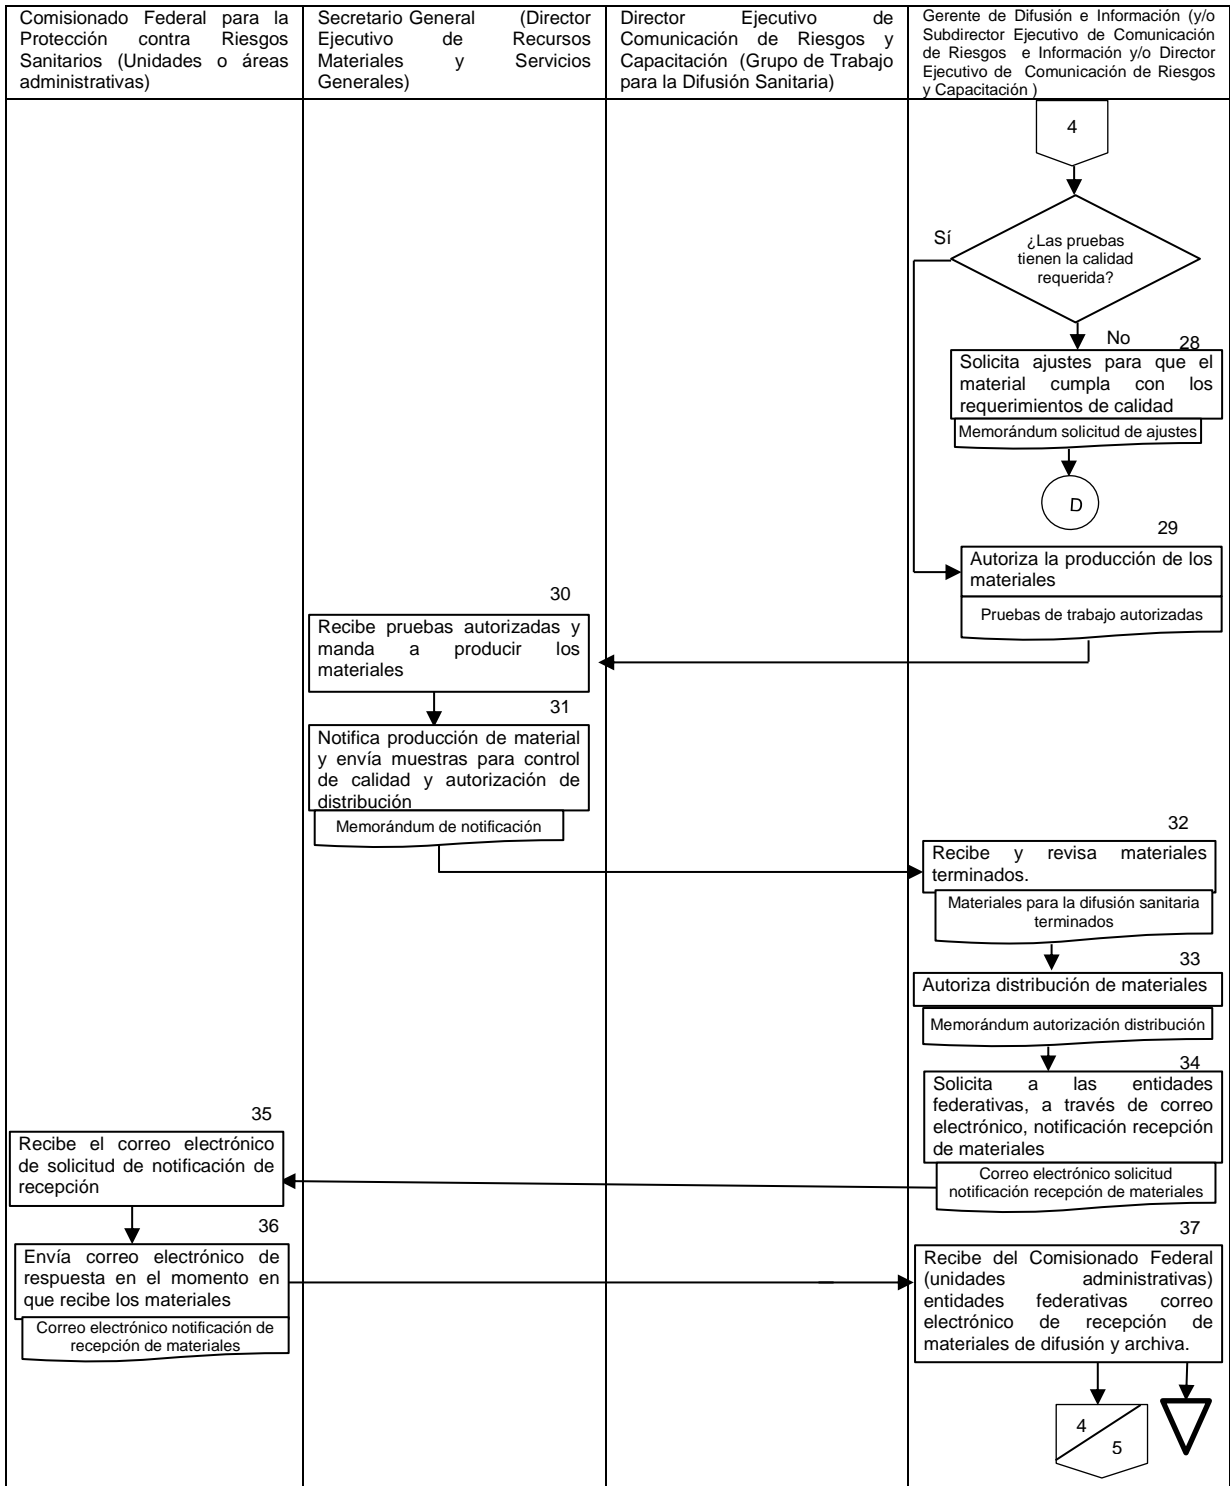 Comisionado Federal para la
Protección contra Riesgos
Sanitarios (Unidades o áreas
administrativas)
Secretario General (Director
Ejecutivo de Recursos
Materiales y Servicios
Generales)
Director Ejecutivo de
Comunicación de Riesgos y
Capacitación (Grupo de Trabajo
para la Difusión Sanitaria)
Gerente de Difusión e Información (y/o
Subdirector Ejecutivo de Comunicación
de Riesgos e Información y/o Director
Ejecutivo de Comunicación de Riesgos
y Capacitación )
4
Sí
¿Las pruebas
tienen la calidad
requerida?
No
28
Solicita ajustes para que el
material cumpla con los
requerimientos de calidad
Memorándum solicitud de ajustes
D
29
Autoriza la producción de los
materiales
Pruebas de trabajo autorizadas
30
Recibe pruebas autorizadas y
manda a producir los
materiales
31
Notifica producción de material
y envía muestras para control
de calidad y autorización de
distribución
Memorándum de notificación
32
Recibe y revisa materiales
terminados.
Materiales para la difusión sanitaria
terminados
33
Autoriza distribución de materiales
Memorándum autorización distribución
34
Solicita a las entidades
federativas, a través de correo
electrónico, notificación recepción
de materiales
Correo electrónico solicitud
notificación recepción de materiales
35
Recibe el correo electrónico
de solicitud de notificación de
recepción
36
Envía correo electrónico de
respuesta en el momento en
que recibe los materiales
Correo electrónico notificación de
recepción de materiales
37
Recibe del Comisionado Federal
(unidades administrativas)
entidades federativas correo
electrónico de recepción de
materiales de difusión y archiva.
4
5